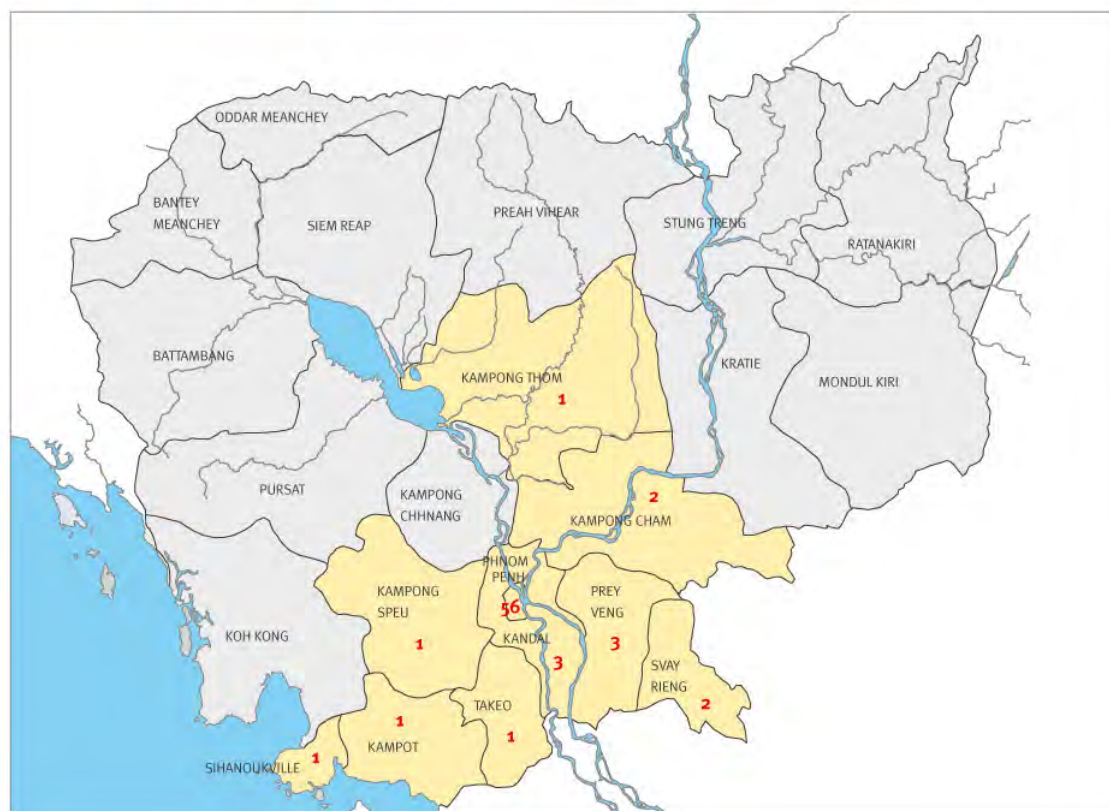 ODDAR MEANCHEY
BANTEY
MEANCHEY
SIEM REAP
PREAH VIHEAR
STUNG TRENG
RATANAKIRI
BATTAMBANG
KAMPONG THOM
1
KRATIE
MONDUL KIRI
PURSAT
KAMPONG
CHHNANG
2
KAMPONG CHAM
PHNOM
PENH
56
KAMPONG
SPEU
1
PREY
VENG
3
KOH KONG
KANDAL
3
SVAY
RIENG
2
TAKEO
1
1
KAMPOT
SIHANOUKVILLE
1